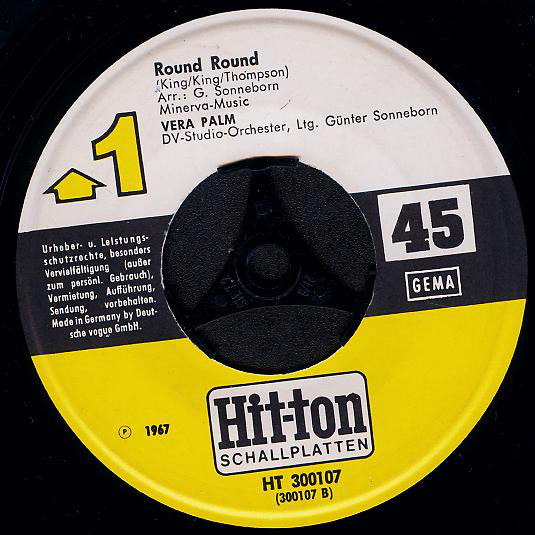 Round Round
(King/King/Thompson)
Arr.: G. Sonneborn
Minerva-Music
VERA PALM
DV-Studio-Orchester, Ltg. Günter Sonneborn
1
45
GEMA
Urheber- u. Leistungs-
schutzrechte, besonders
Vervielfältigung (außer
zum persönl. Gebrauch),
Vermietung, Aufführung,
Sendung, vorbehalten.
Made in Germany by Deut-
sche vogue GmbH.
℗ 1967
Hit-ton
SCHALLPLATTEN
HT 300107
(300107 B)